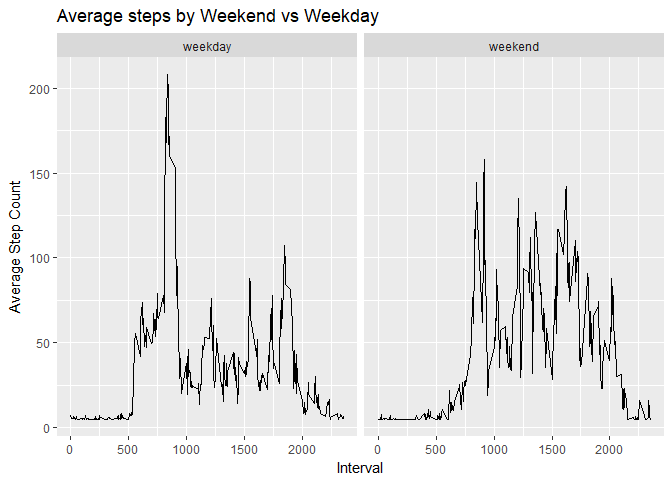 Average steps by Weekend vs Weekday
weekday weekend
Average Step Count
200
150
100
50
0
0 500 1000 1500 2000 0 500 1000 1500 2000
Interval